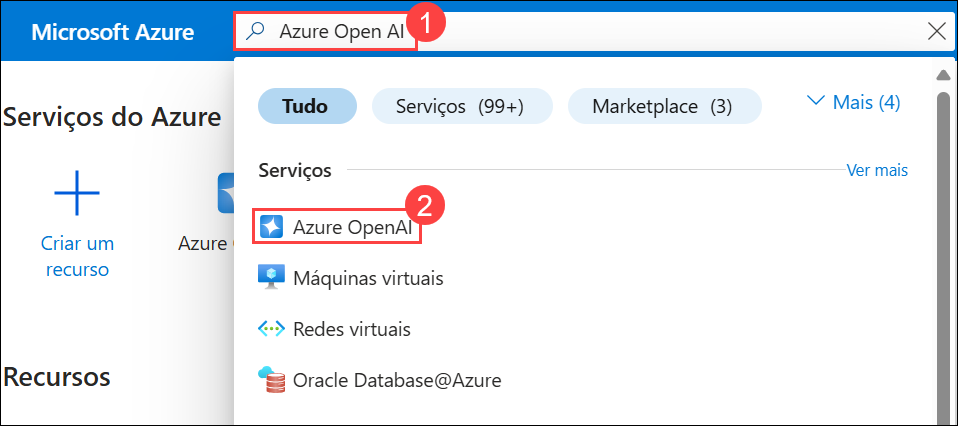 Microsoft Azure
Azure Open AI
1
Tudo
Serviços (99+)
Marketplace (3)
Mais (4)
Serviços do Azure
Serviços
Ver mais
2
Azure OpenAI
Criar um
recurso
Azure
Máquinas virtuais
Redes virtuais
Recursos
Oracle Database@Azure